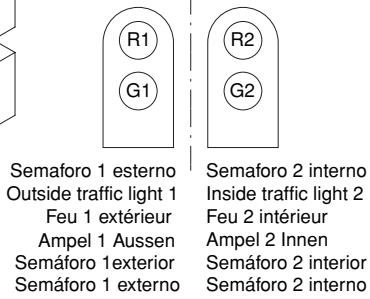 R1 R2
G1 G2
Semaforo 1 esterno
Outside traffic light 1
Feu 1 extérieur
Ampel 1 Aussen
Semáforo 1exterior
Semáforo 1 externo
Semaforo 2 interno
Inside traffic light 2
Feu 2 intérieur
Ampel 2 Innen
Semáforo 2 interior
Semáforo 2 interno